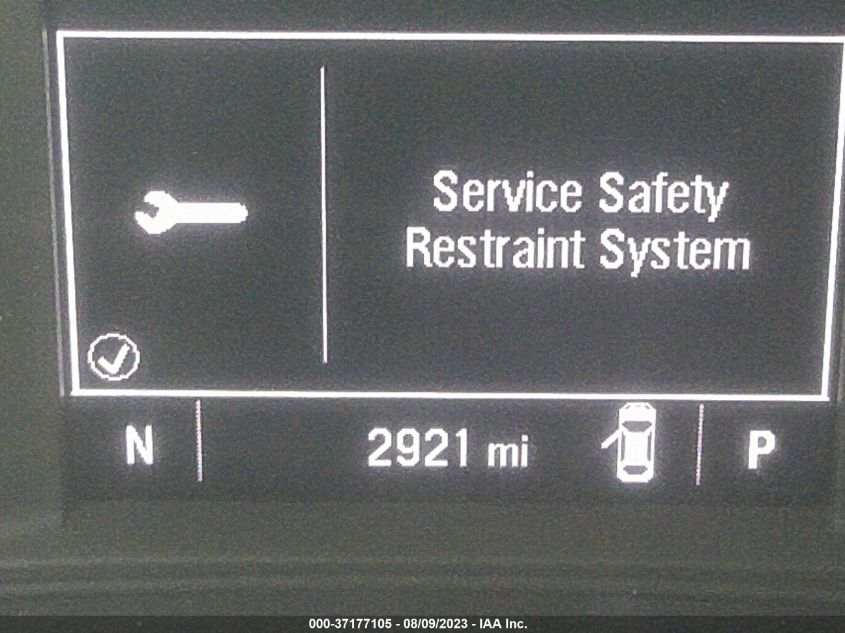 Service Safety
Restraint System
N
2921 mi
P
000-37177105 - 08/09/2023 - IAA Inc.